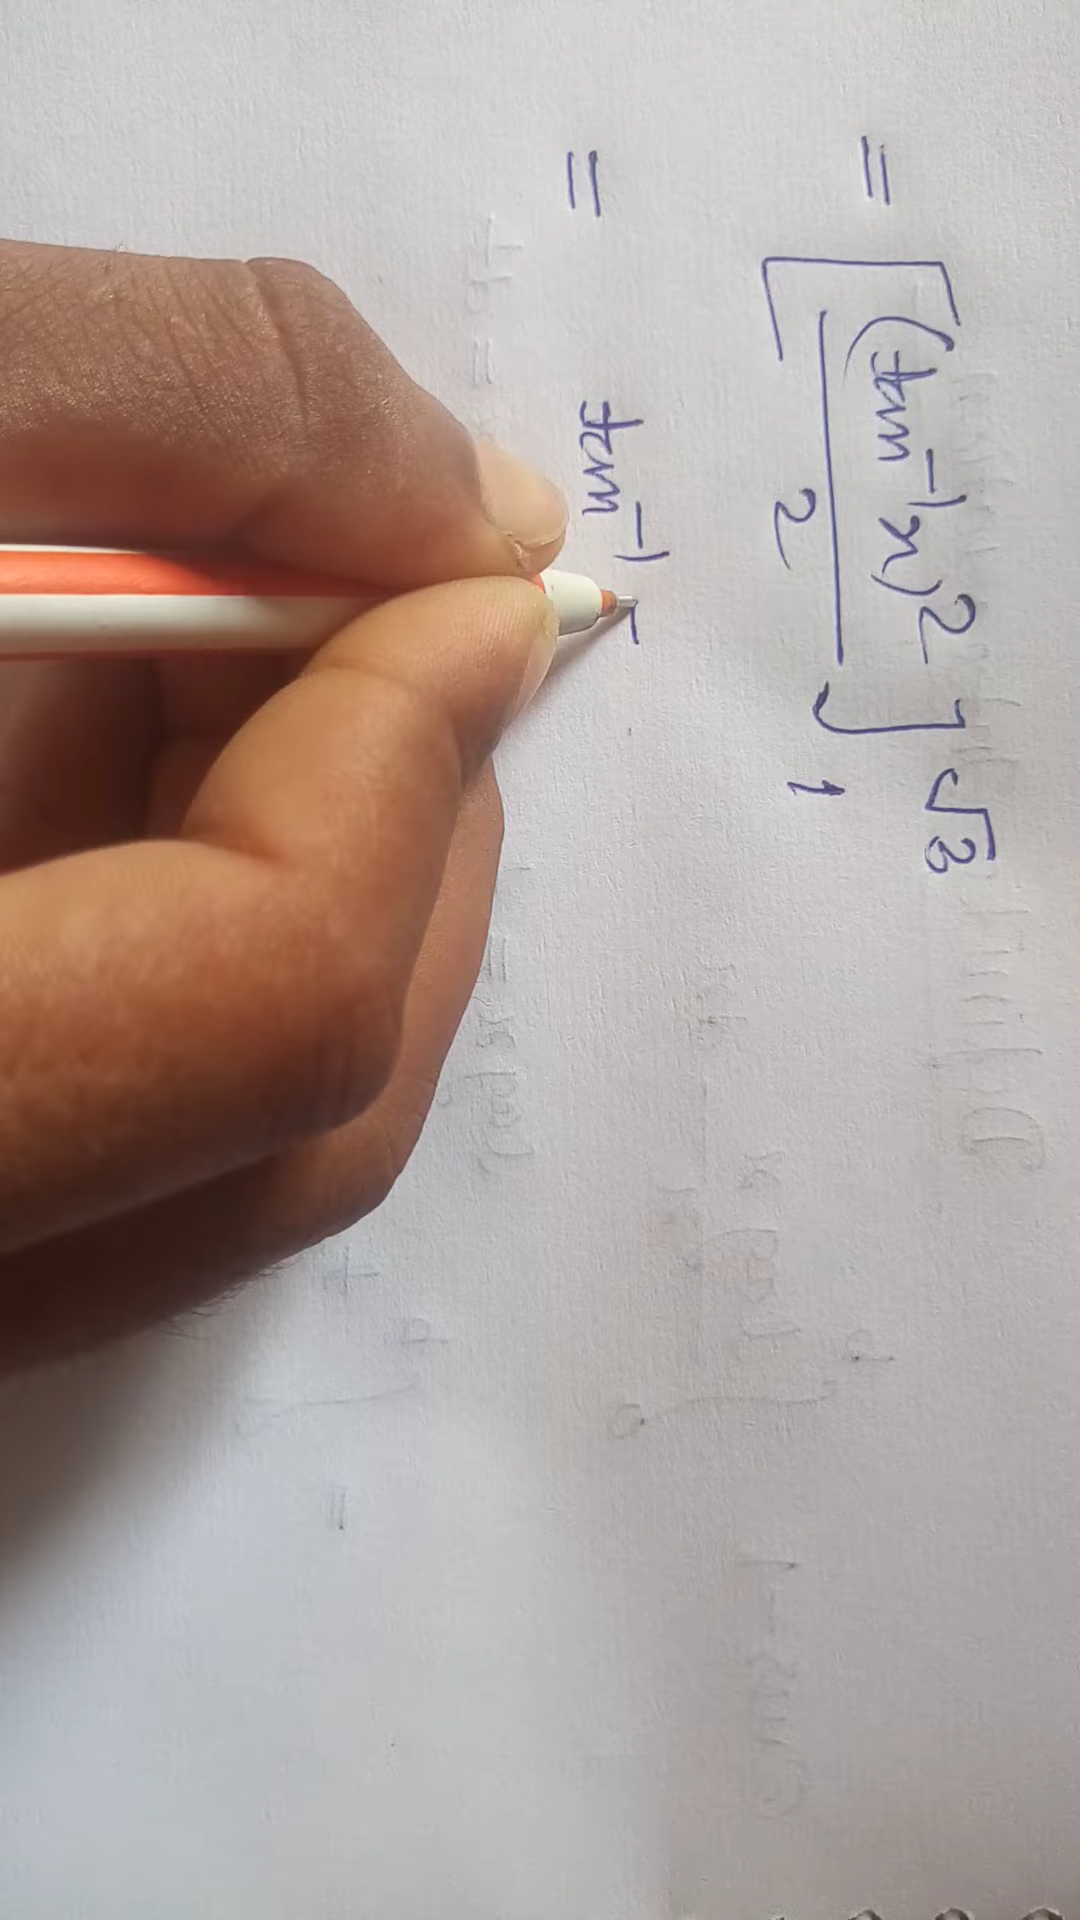 = [(tan⁻¹x)² / 2]₁^√3
= tan⁻¹